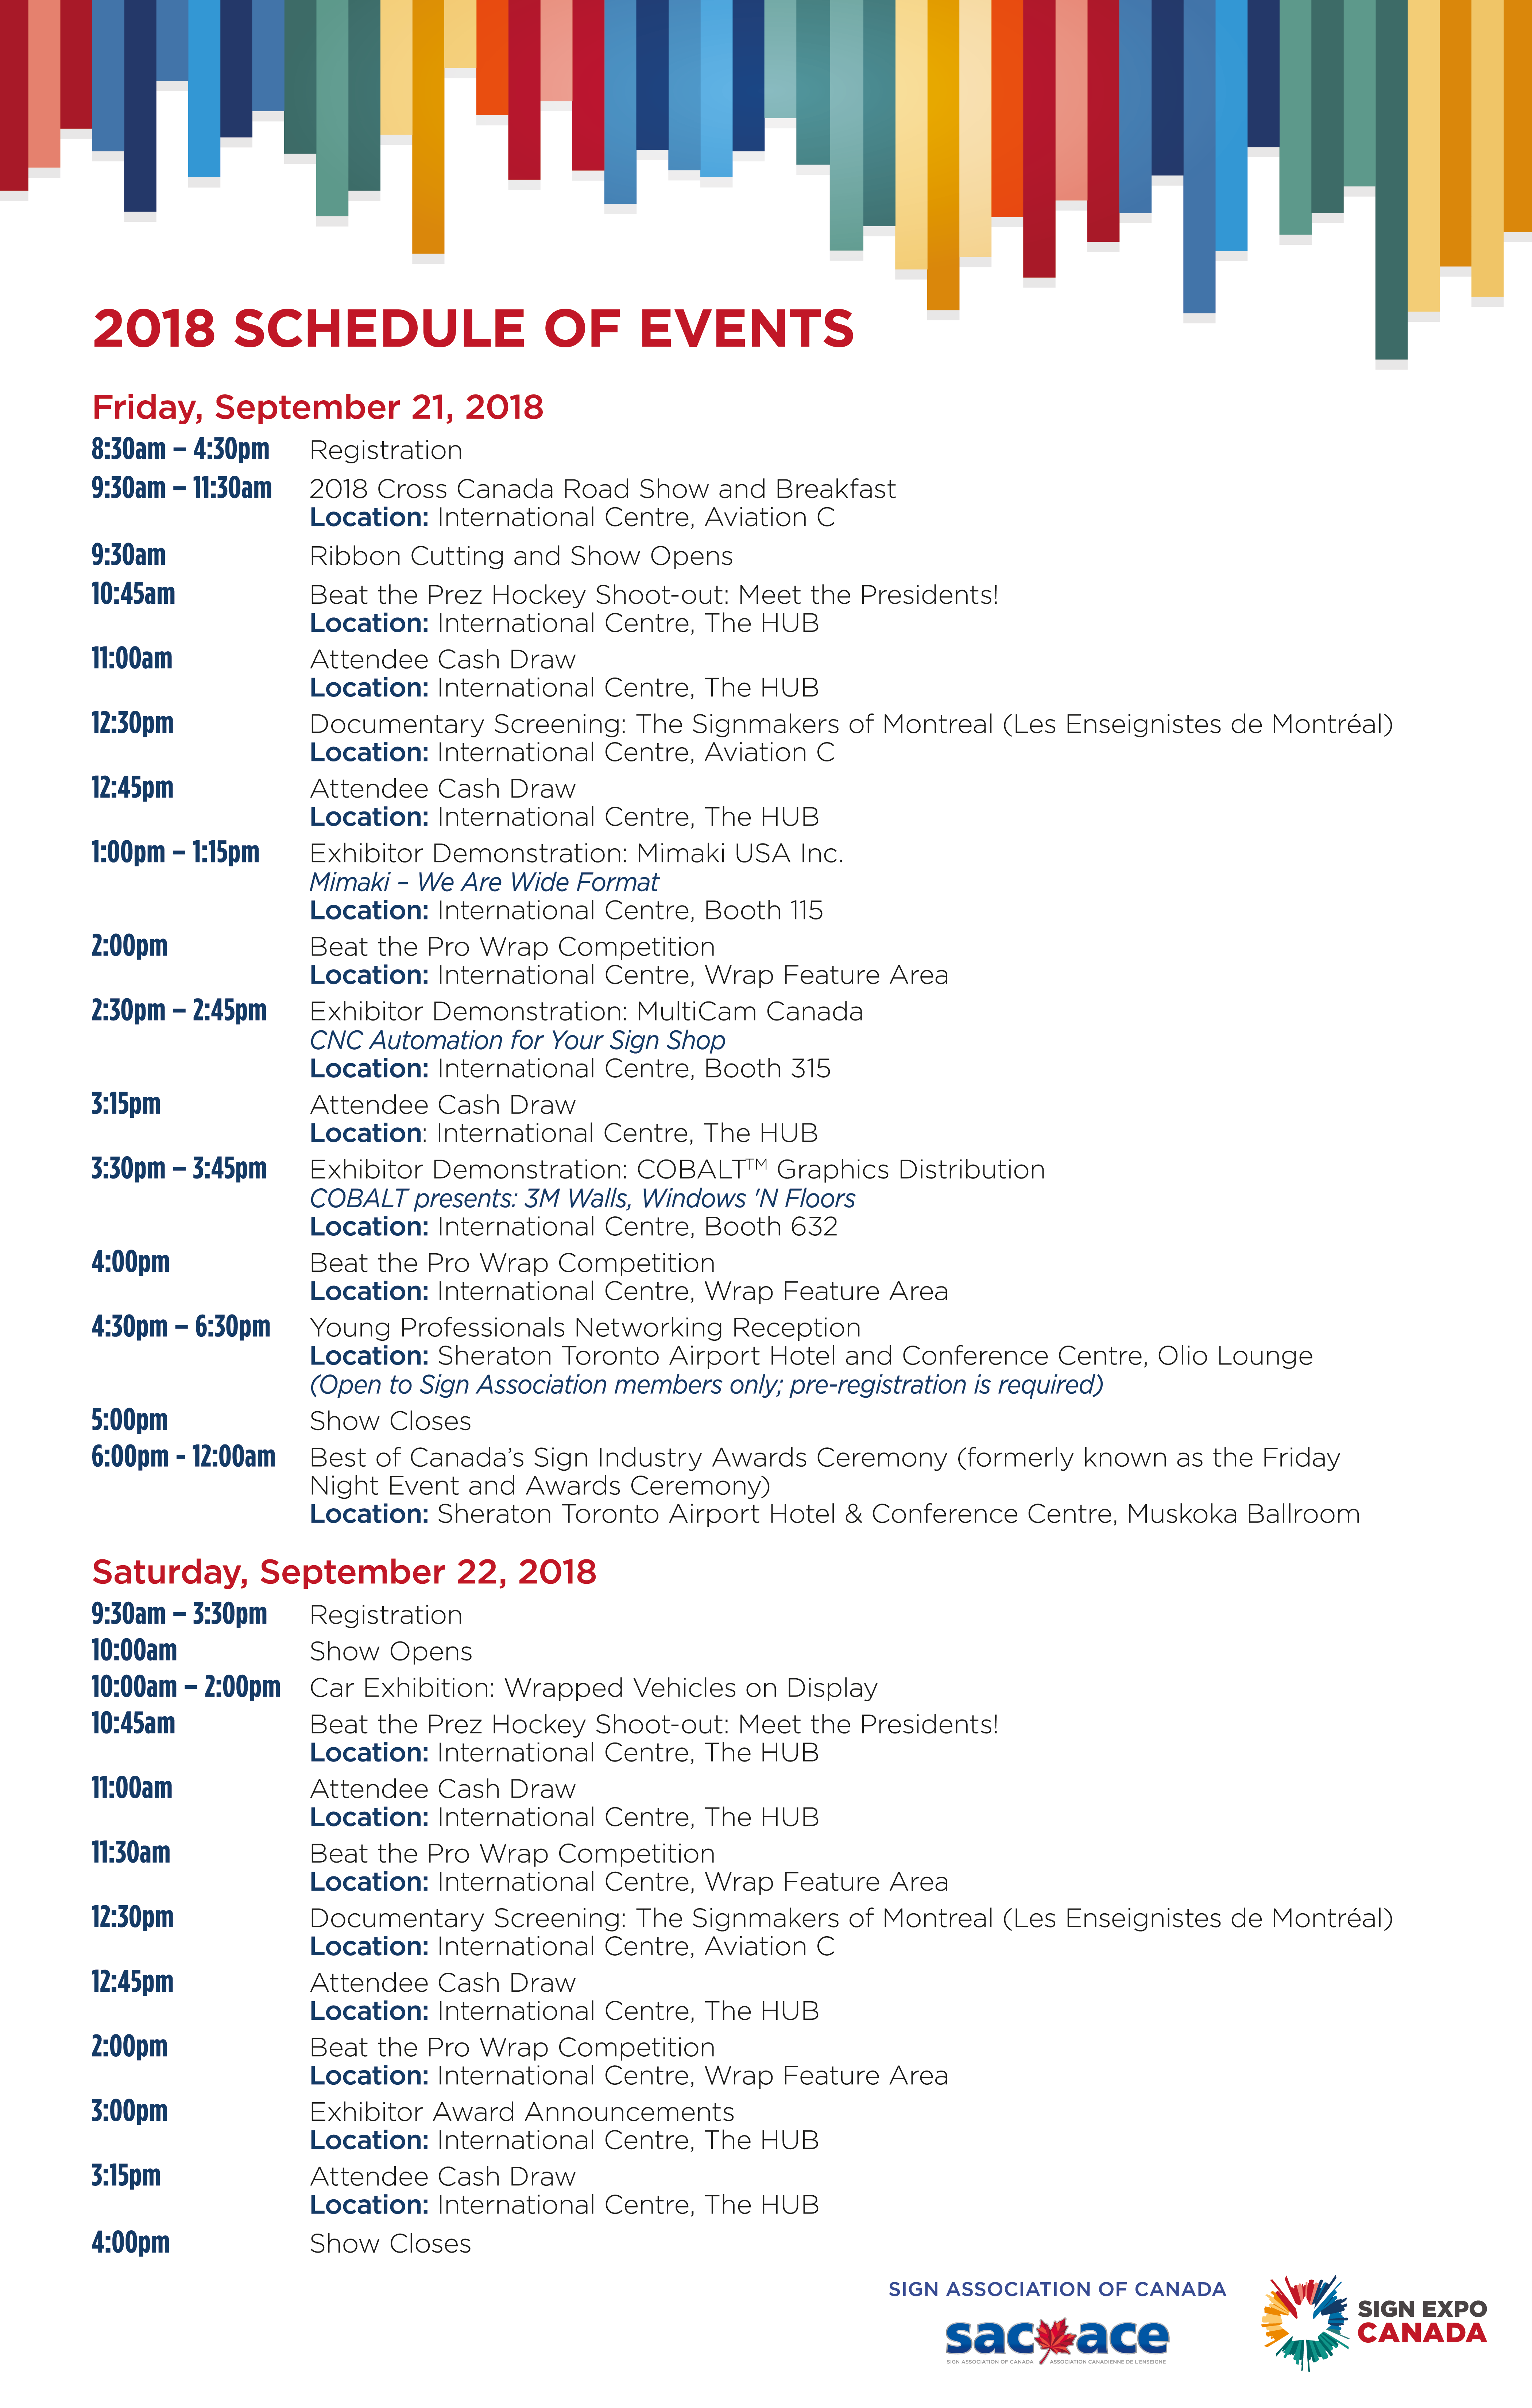 2018 SCHEDULE OF EVENTS
Friday, September 21, 2018
8:30am – 4:30pm Registration
9:30am – 11:30am 2018 Cross Canada Road Show and Breakfast
Location: International Centre, Aviation C
9:30am Ribbon Cutting and Show Opens
10:45am Beat the Prez Hockey Shoot-out: Meet the Presidents!
Location: International Centre, The HUB
11:00am Attendee Cash Draw
Location: International Centre, The HUB
12:30pm Documentary Screening: The Signmakers of Montreal (Les Enseignistes de Montréal)
Location: International Centre, Aviation C
12:45pm Attendee Cash Draw
Location: International Centre, The HUB
1:00pm – 1:15pm Exhibitor Demonstration: Mimaki USA Inc.
Mimaki – We Are Wide Format
Location: International Centre, Booth 115
2:00pm Beat the Pro Wrap Competition
Location: International Centre, Wrap Feature Area
2:30pm – 2:45pm Exhibitor Demonstration: MultiCam Canada
CNC Automation for Your Sign Shop
Location: International Centre, Booth 315
3:15pm Attendee Cash Draw
Location: International Centre, The HUB
3:30pm – 3:45pm Exhibitor Demonstration: COBALT™ Graphics Distribution
COBALT presents: 3M Walls, Windows 'N Floors
Location: International Centre, Booth 632
4:00pm Beat the Pro Wrap Competition
Location: International Centre, Wrap Feature Area
4:30pm – 6:30pm Young Professionals Networking Reception
Location: Sheraton Toronto Airport Hotel and Conference Centre, Olio Lounge
(Open to Sign Association members only; pre-registration is required)
5:00pm Show Closes
6:00pm - 12:00am Best of Canada’s Sign Industry Awards Ceremony (formerly known as the Friday
Night Event and Awards Ceremony)
Location: Sheraton Toronto Airport Hotel & Conference Centre, Muskoka Ballroom
Saturday, September 22, 2018
9:30am – 3:30pm Registration
10:00am Show Opens
10:00am – 2:00pm Car Exhibition: Wrapped Vehicles on Display
10:45am Beat the Prez Hockey Shoot-out: Meet the Presidents!
Location: International Centre, The HUB
11:00am Attendee Cash Draw
Location: International Centre, The HUB
11:30am Beat the Pro Wrap Competition
Location: International Centre, Wrap Feature Area
12:30pm Documentary Screening: The Signmakers of Montreal (Les Enseignistes de Montréal)
Location: International Centre, Aviation C
12:45pm Attendee Cash Draw
Location: International Centre, The HUB
2:00pm Beat the Pro Wrap Competition
Location: International Centre, Wrap Feature Area
3:00pm Exhibitor Award Announcements
Location: International Centre, The HUB
3:15pm Attendee Cash Draw
Location: International Centre, The HUB
4:00pm Show Closes
SIGN ASSOCIATION OF CANADA
sac ace
SIGN ASSOCIATION OF CANADA ASSOCIATION CANADIENNE DE L'ENSEIGNE
SIGN EXPO
CANADA